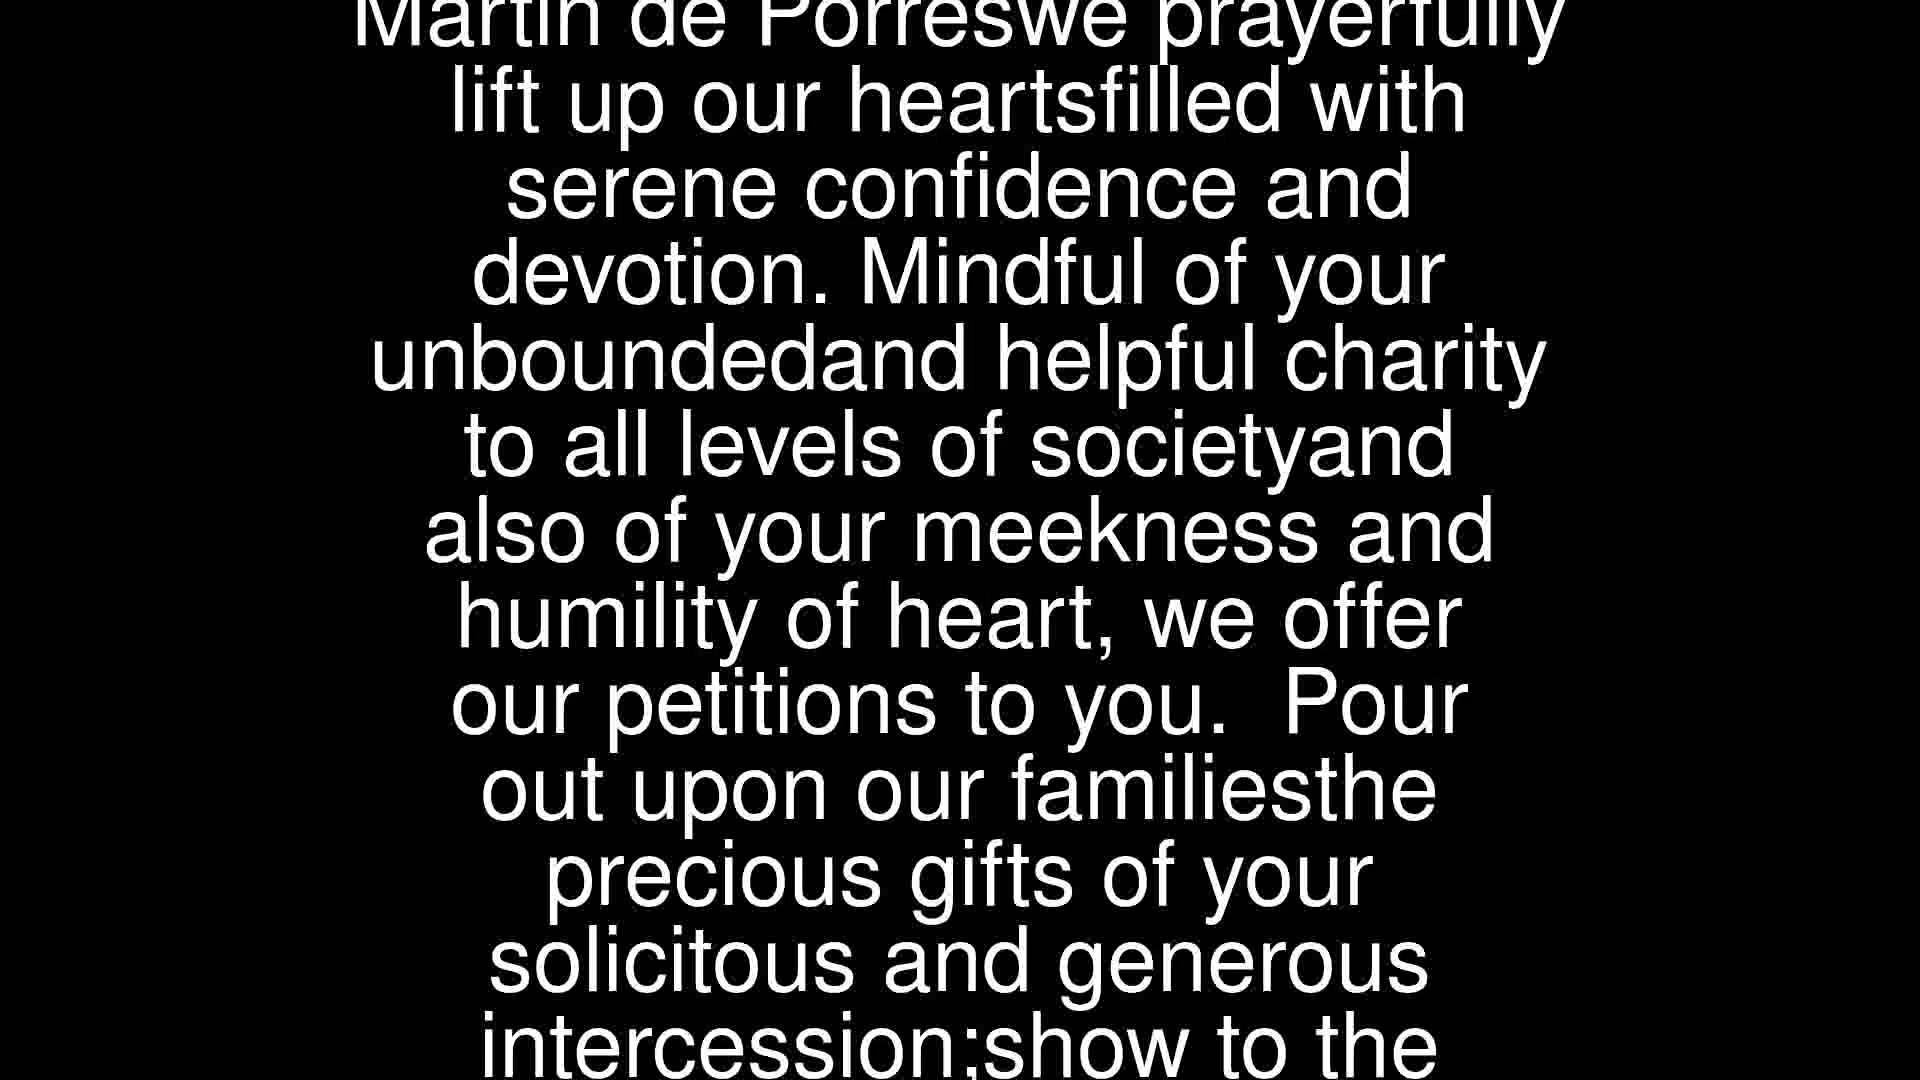 Martin de Porreswe prayerfully
lift up our heartsfilled with
serene confidence and
devotion. Mindful of your
unboundedand helpful charity
to all levels of societyand
also of your meekness and
humility of heart, we offer
our petitions to you.  Pour
out upon our familiesthe
precious gifts of your
solicitous and generous
intercession;show to the